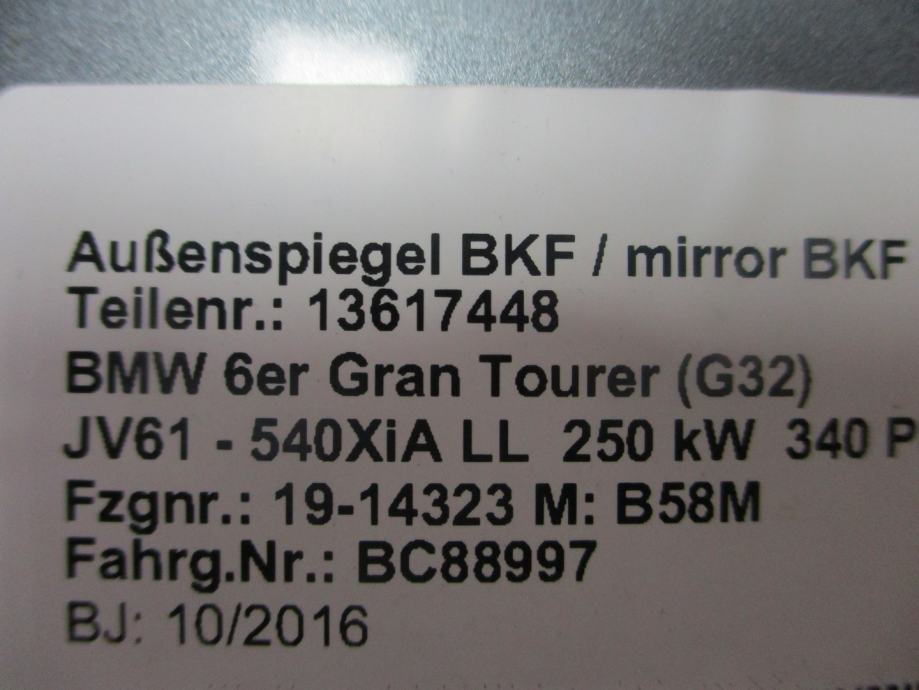 Außenspiegel BKF / mirror BKF
Teilenr.: 13617448
BMW 6er Gran Tourer (G32)
JV61 - 540XiA LL 250 kW 340 P
Fzgnr.: 19-14323 M: B58M
Fahrg.Nr.: BC88997
BJ: 10/2016